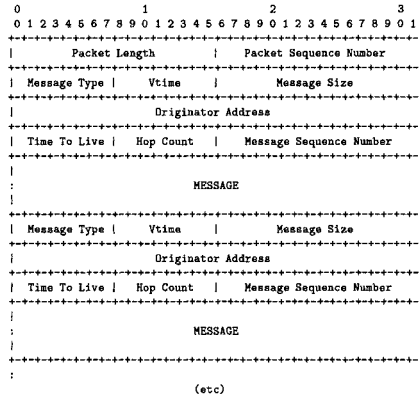 0                   1                   2                   3
0 1 2 3 4 5 6 7 8 9 0 1 2 3 4 5 6 7 8 9 0 1 2 3 4 5 6 7 8 9 0 1
Packet Length | Packet Sequence Number
Message Type | Vtime | Message Size
Originator Address
Time To Live | Hop Count | Message Sequence Number
:
MESSAGE
Message Type | Vtime | Message Size
Originator Address
Time To Live | Hop Count | Message Sequence Number
:
MESSAGE
:
(etc)